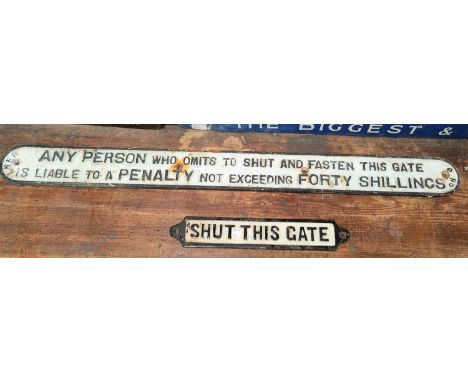 THE BIGGEST &
ANY PERSON WHO OMITS TO SHUT AND FASTEN THIS GATE
IS LIABLE TO A PENALTY NOT EXCEEDING FORTY SHILLINGS
SHUT THIS GATE